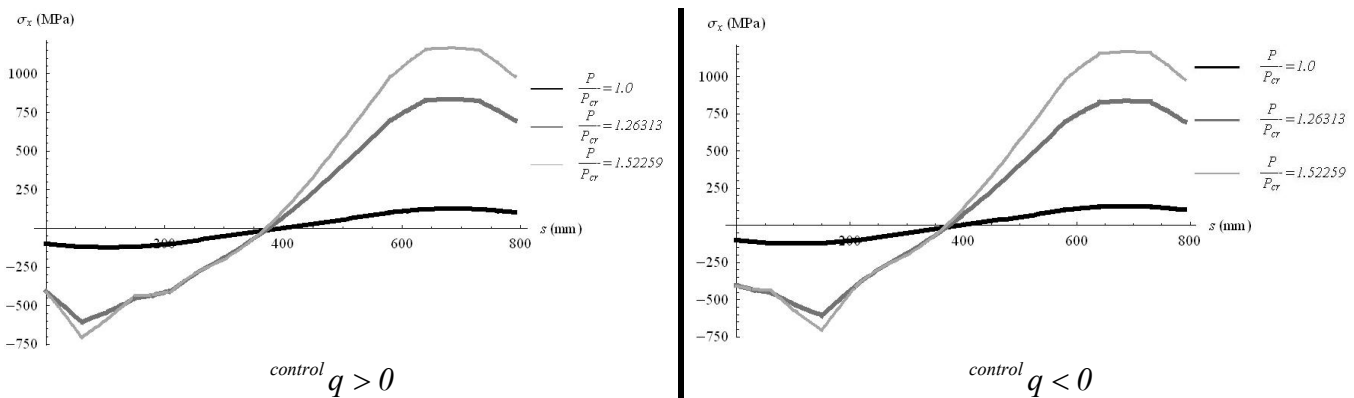 σx (MPa)
1000
750
500
250
−250
−500
−750
200
400
600
800
s (mm)
P/Pcr=1.0
P/Pcr=1.26313
P/Pcr=1.52259
control q > 0
σx (MPa)
1000
750
500
250
−250
−500
−750
200
400
600
800
s (mm)
P/Pcr=1.0
P/Pcr=1.26313
P/Pcr=1.52259
control q < 0